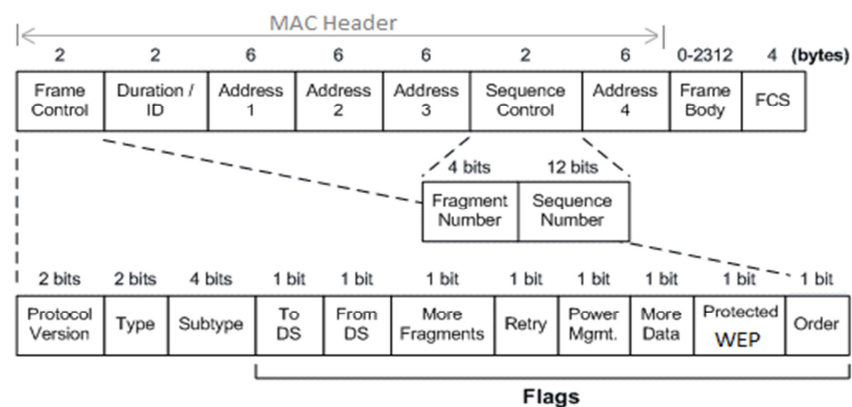 MAC Header
2 2 6 6 6 2 6 0-2312 4 (bytes)
Frame Control
Duration / ID
Address 1
Address 2
Address 3
Sequence Control
Address 4
Frame Body
FCS
4 bits 12 bits
Fragment Number
Sequence Number
2 bits 2 bits 4 bits 1 bit 1 bit 1 bit 1 bit 1 bit 1 bit 1 bit 1 bit
Protocol Version
Type
Subtype
To DS
From DS
More Fragments
Retry
Power Mgmt.
More Data
Protected WEP
Order
Flags